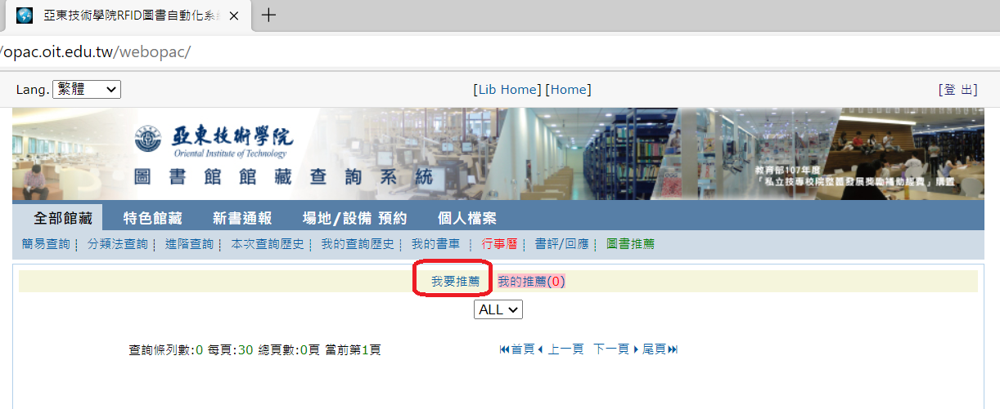 亞東技術學院RFID圖書自動化系
/opac.oit.edu.tw/webopac/
Lang. 繁體 [Lib Home] [Home] [登 出]
亞東技術學院
Oriental Institute of Technology
圖書館館藏查詢系統
教育部107年度
「私立技專校院整體發展獎勵補助經費」購置
全部館藏 特色館藏 新書通報 場地/設備 預約 個人檔案
簡易查詢 ¦ 分類法查詢 ¦ 進階查詢 ¦ 本次查詢歷史 ¦ 我的查詢歷史 ¦ 我的書車 ¦ 行事曆 ¦ 書評/回應 ¦ 圖書推薦
我要推薦 我的推薦(0)
ALL
查詢條列數:0 每頁:30 總頁數:0頁 當前第1頁 首頁 上一頁 下一頁 尾頁